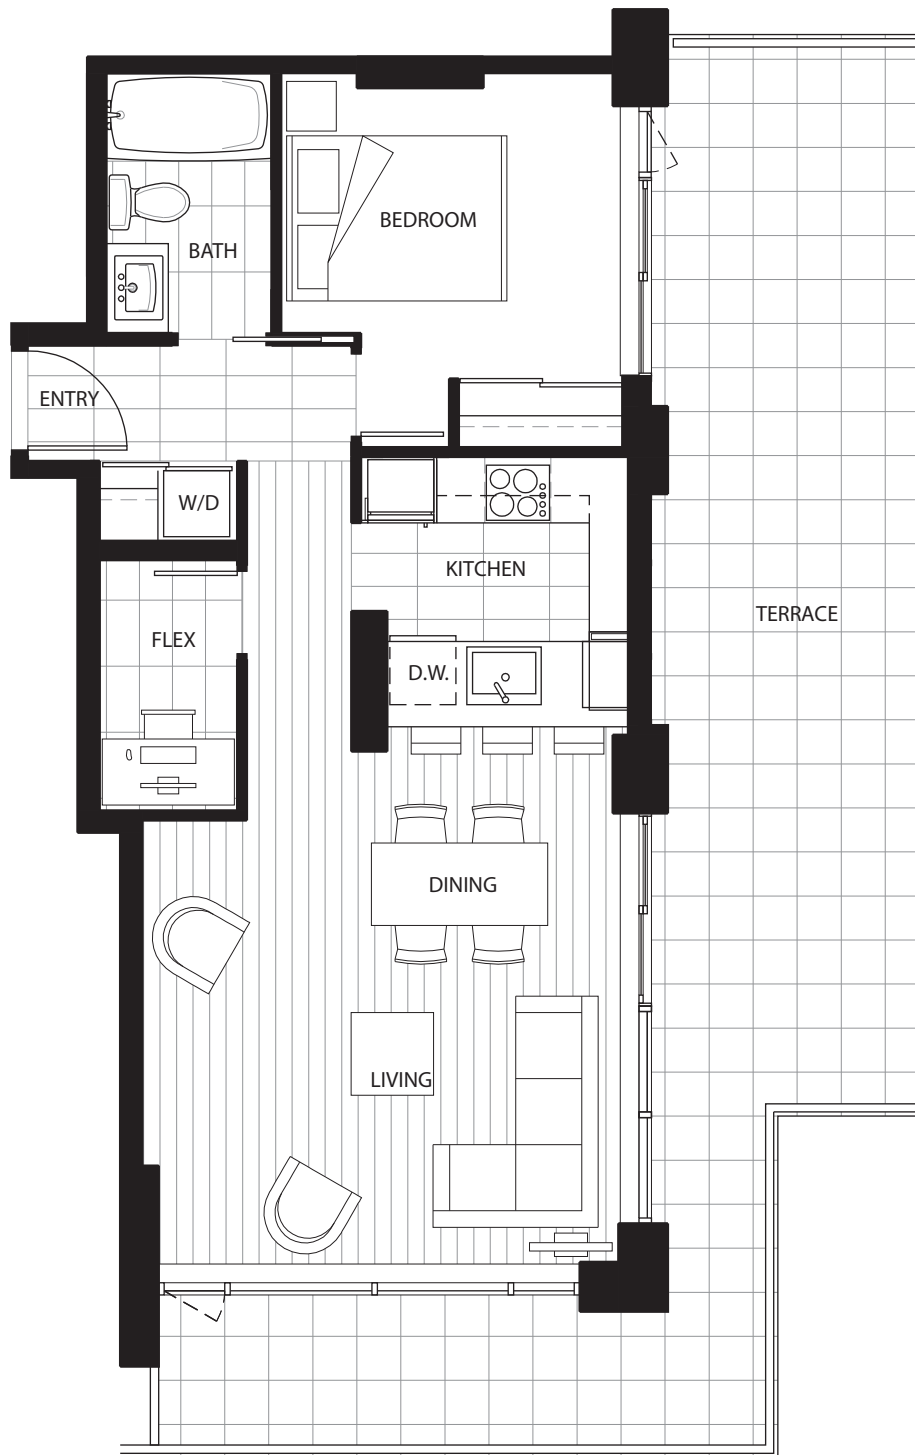 BEDROOM
BATH
ENTRY
W/D
KITCHEN
TERRACE
FLEX
D.W.
DINING
LIVING